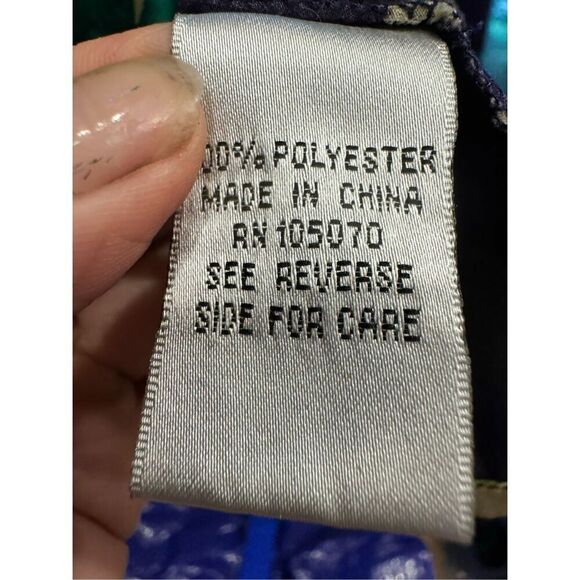 100% POLYESTER
MADE IN CHINA
RN 105070
SEE REVERSE
SIDE FOR CARE